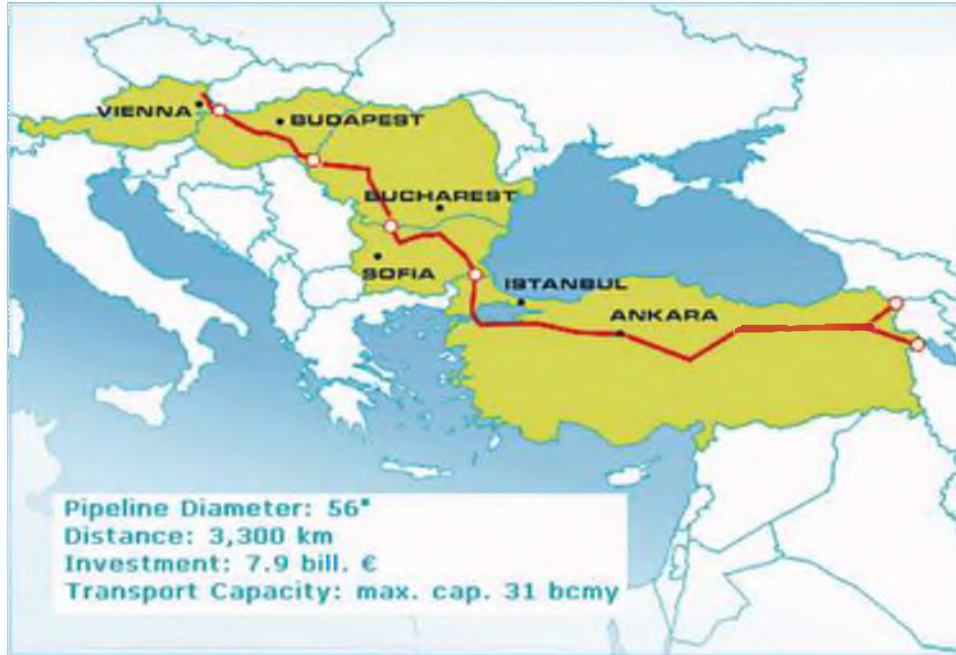 VIENNA
BUDAPEST
BUCHAREST
SOFIA
ISTANBUL
ANKARA
Pipeline Diameter: 56"
Distance: 3,300 km
Investment: 7.9 bill. €
Transport Capacity: max. cap. 31 bcmy